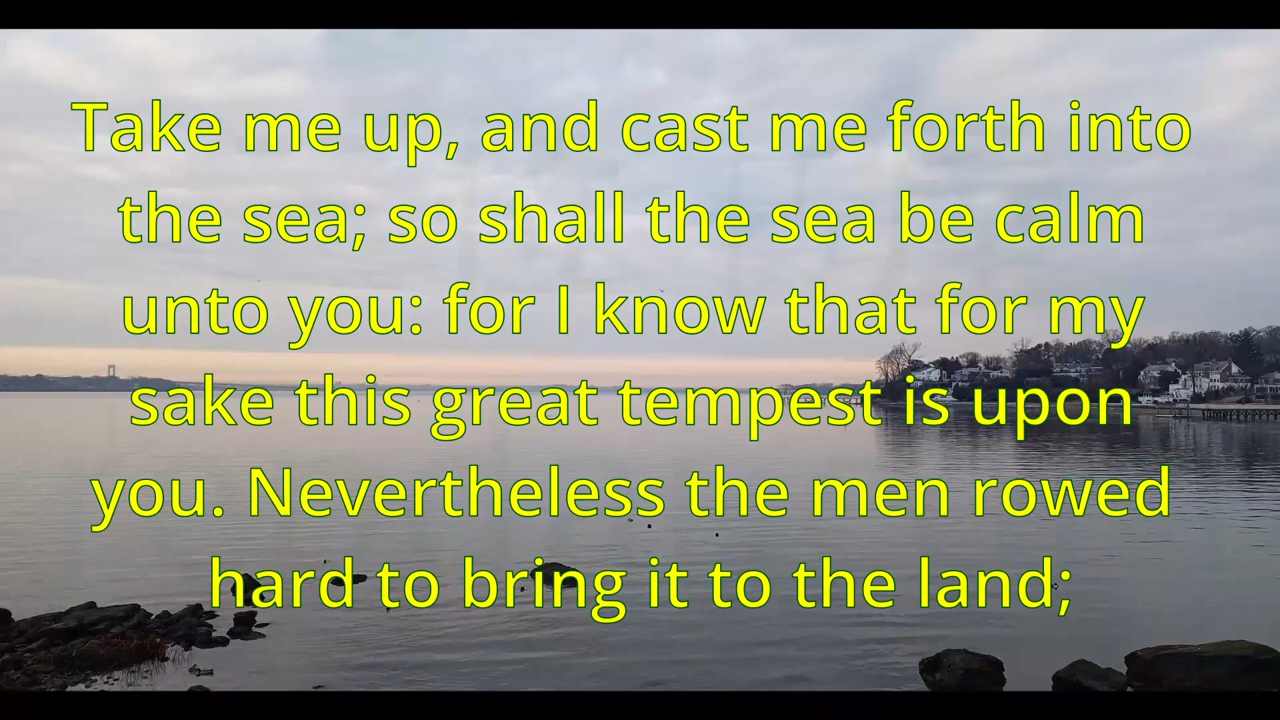 Take me up, and cast me forth into
the sea; so shall the sea be calm
unto you: for I know that for my
sake this great tempest is upon
you. Nevertheless the men rowed
hard to bring it to the land;